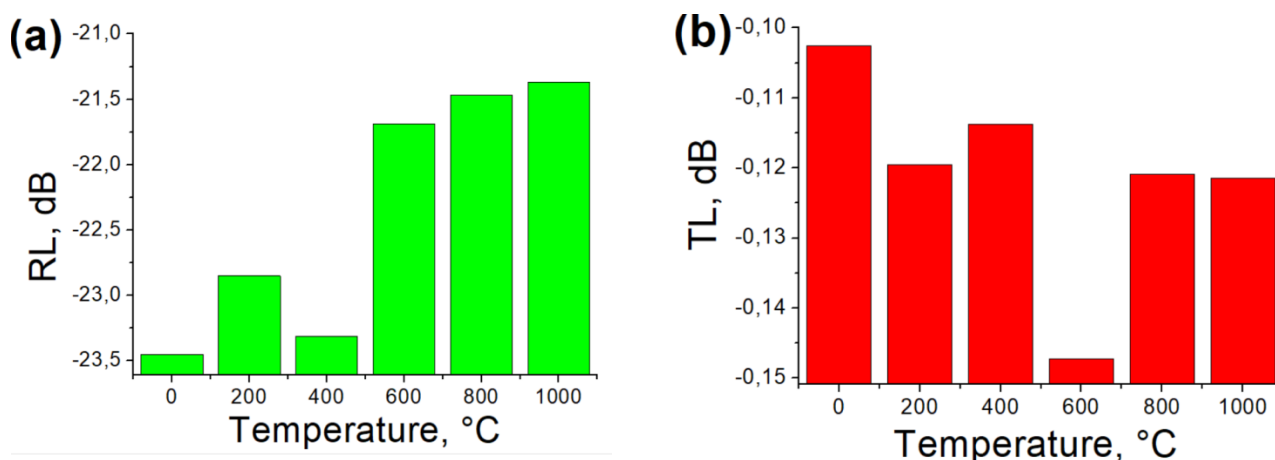 (a)
RL, dB
-21,0
-21,5
-22,0
-22,5
-23,0
-23,5
0 200 400 600 800 1000
Temperature, °C
(b)
TL, dB
-0,10
-0,11
-0,12
-0,13
-0,14
-0,15
0 200 400 600 800 1000
Temperature, °C